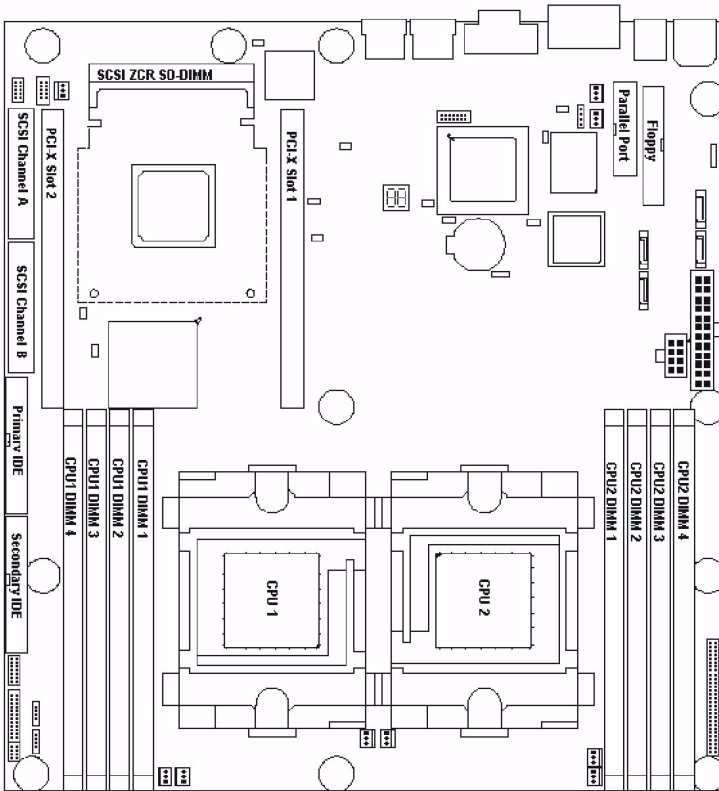 SCSI ZCR SO-DIMM
SCSI Channel A
PCI-X Slot 2
PCI-X Slot 1
Parallel Port
Floppy
SCSI Channel B
Primary IDE
Secondary IDE
CPU1 DIMM 4
CPU1 DIMM 3
CPU1 DIMM 2
CPU1 DIMM 1
CPU 1
CPU 2
CPU2 DIMM 1
CPU2 DIMM 2
CPU2 DIMM 3
CPU2 DIMM 4